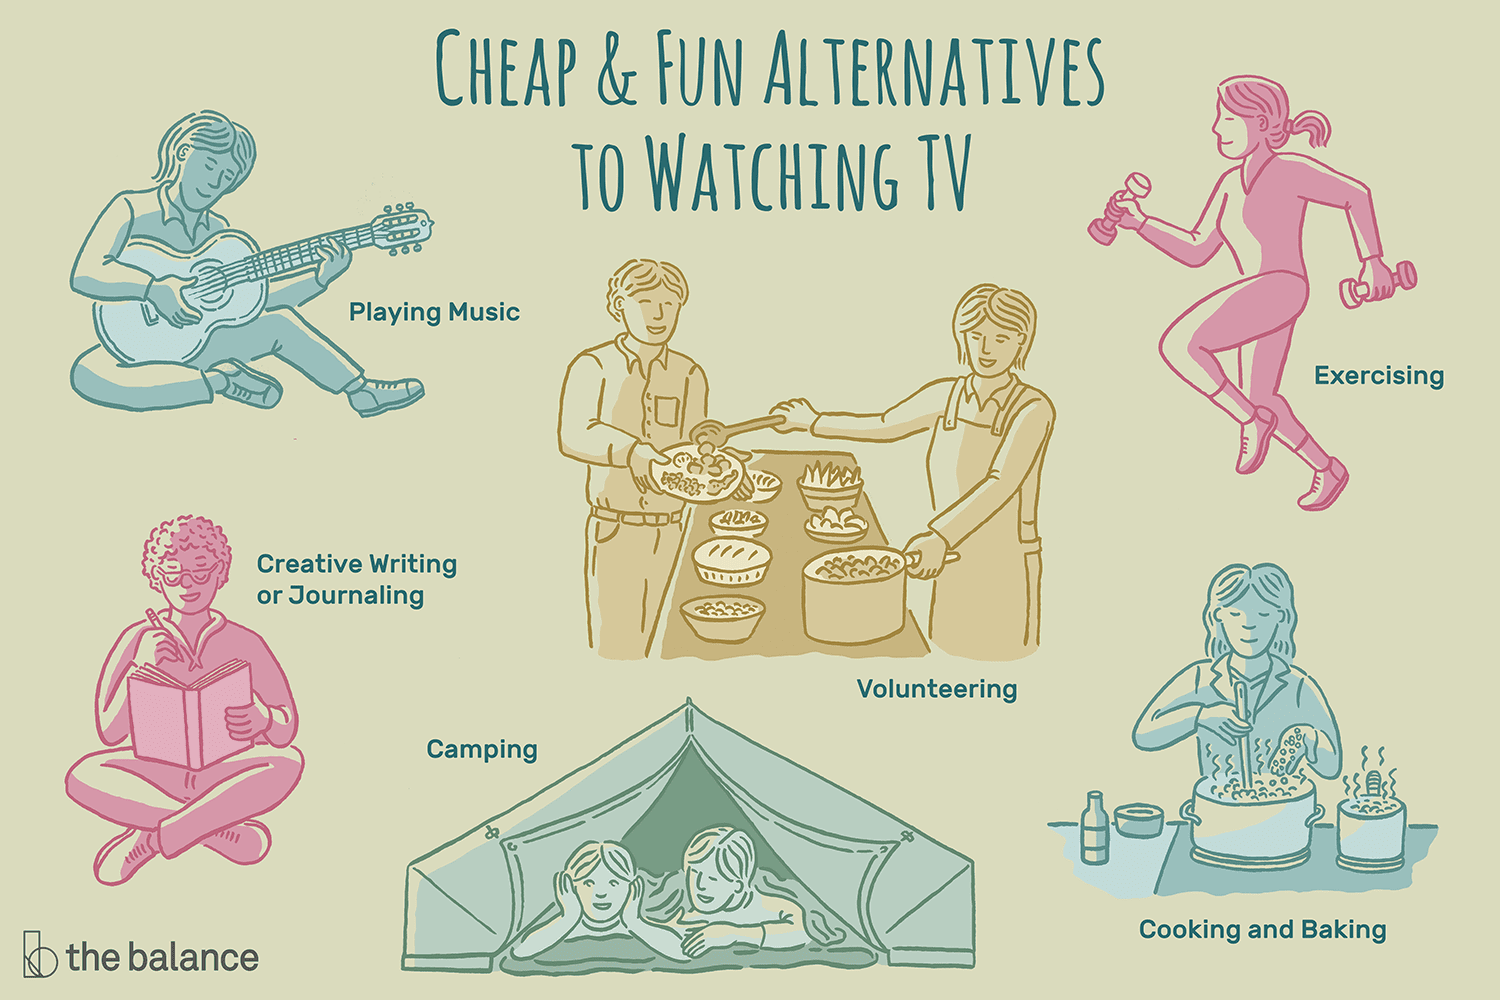 CHEAP & FUN ALTERNATIVES
TO WATCHING TV
Playing Music
Exercising
Creative Writing
or Journaling
Volunteering
Camping
Cooking and Baking
the balance